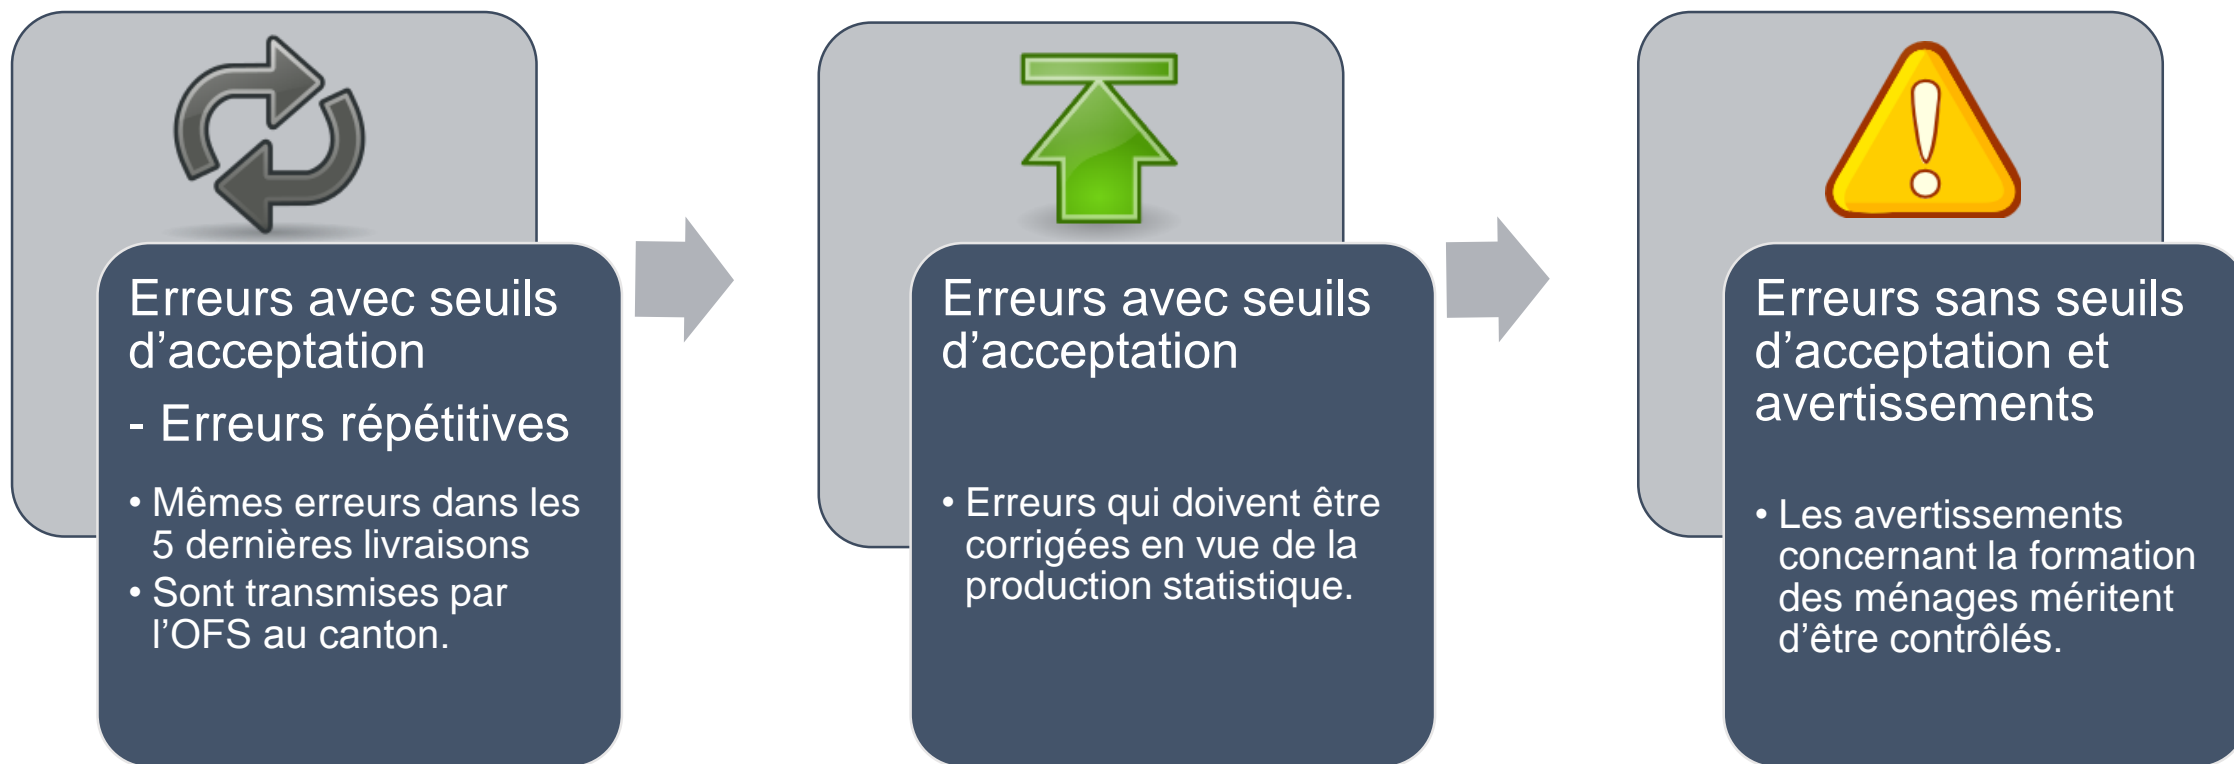 Erreurs avec seuils
d’acceptation
- Erreurs répétitives
• Mêmes erreurs dans les
5 dernières livraisons
• Sont transmises par
l’OFS au canton.
Erreurs avec seuils
d’acceptation
• Erreurs qui doivent être
corrigées en vue de la
production statistique.
Erreurs sans seuils
d’acceptation et
avertissements
• Les avertissements
concernant la formation
des ménages méritent
d’être contrôlés.